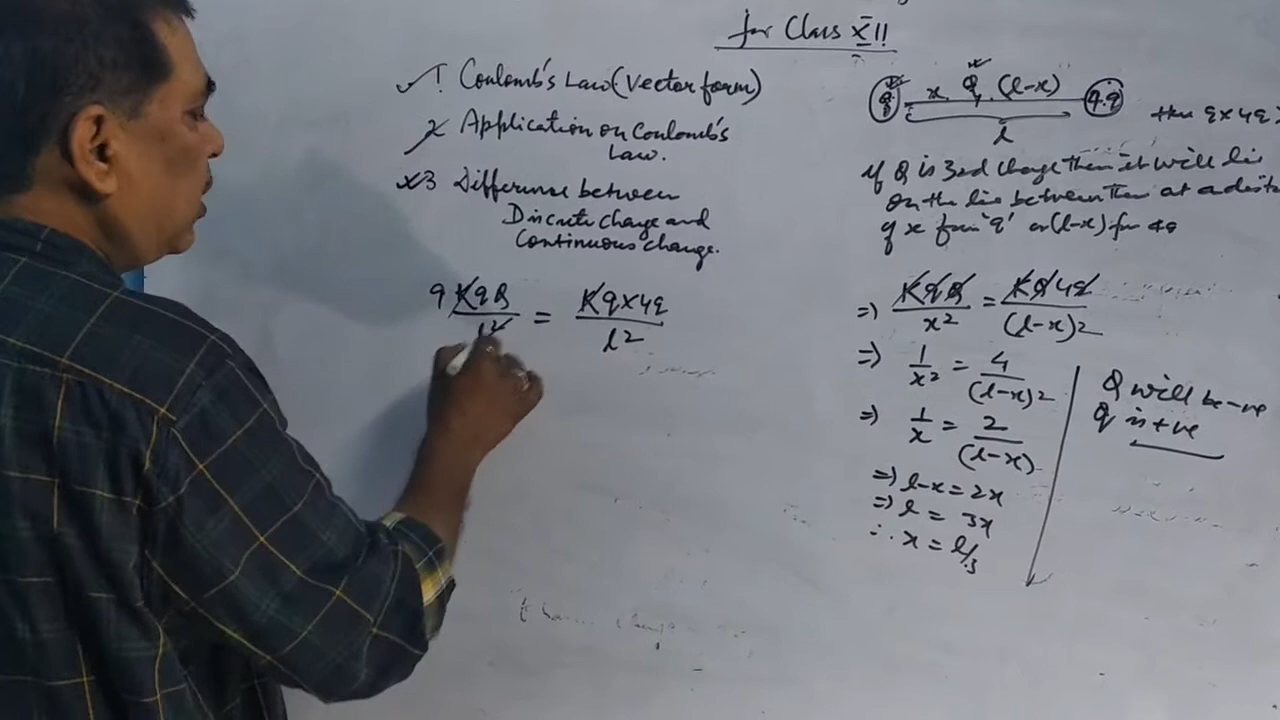 for Class XII
1. Coulomb's Law (Vector form)
2 Application on Coulomb's
Law.
3 Difference between
Discrete charge and
Continuous charge.
9 KqQ/l² = Kq×4q/l²
q x Q (l-x) 4q
l
then q×4q
if Q is 3rd charge then it will lie
on the line between them at a dista
of x from 'q' or (l-x) for 4q
=) KqQ/x² = KQ4q/(l-x)²
=) 1/x² = 4/(l-x)²
=) 1/x = 2/(l-x)
=) l-x = 2x
=) l = 3x
∴ x = l/3
Q will be -ve
q is +ve